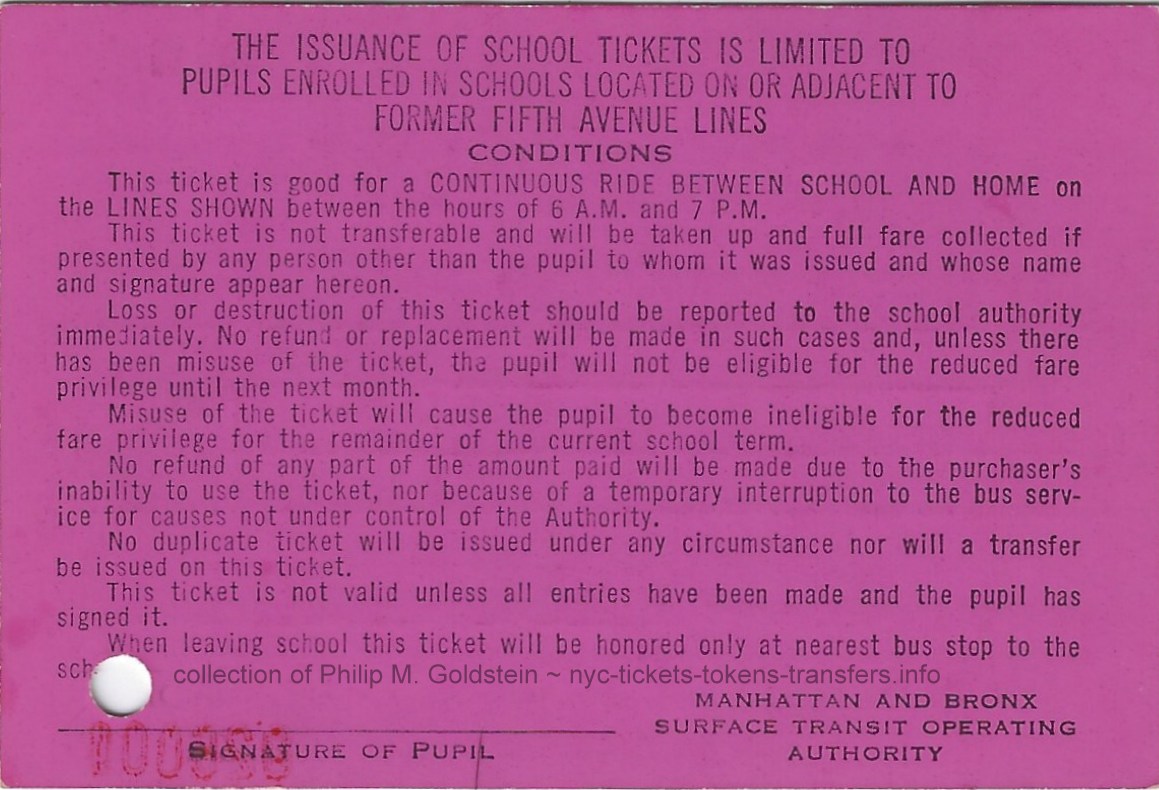 THE ISSUANCE OF SCHOOL TICKETS IS LIMITED TO
PUPILS ENROLLED IN SCHOOLS LOCATED ON OR ADJACENT TO
FORMER FIFTH AVENUE LINES
CONDITIONS
This ticket is good for a CONTINUOUS RIDE BETWEEN SCHOOL AND HOME on
the LINES SHOWN between the hours of 6 A.M. and 7 P.M.
This ticket is not transferable and will be taken up and full fare collected if
presented by any person other than the pupil to whom it was issued and whose name
and signature appear hereon.
Loss or destruction of this ticket should be reported to the school authority
immediately. No refund or replacement will be made in such cases and, unless there
has been misuse of the ticket, the pupil will not be eligible for the reduced fare
privilege until the next month.
Misuse of the ticket will cause the pupil to become ineligible for the reduced
fare privilege for the remainder of the current school term.
No refund of any part of the amount paid will be made due to the purchaser's
inability to use the ticket, nor because of a temporary interruption to the bus serv-
ice for causes not under control of the Authority.
No duplicate ticket will be issued under any circumstance nor will a transfer
be issued on this ticket.
This ticket is not valid unless all entries have been made and the pupil has
signed it.
When leaving school this ticket will be honored only at nearest bus stop to the
sch
collection of Philip M. Goldstein ~ nyc-tickets-tokens-transfers.info
MANHATTAN AND BRONX
SURFACE TRANSIT OPERATING
AUTHORITY
SIGNATURE OF PUPIL